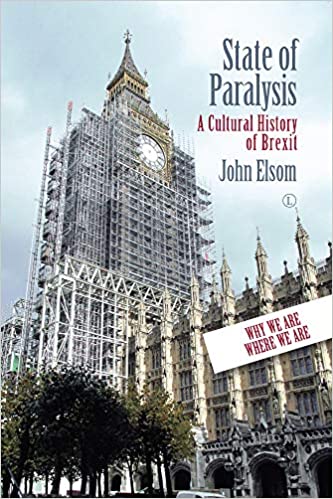 State of
Paralysis
A Cultural History
of Brexit
John Elsom
L
WHY WE ARE
WHERE WE ARE